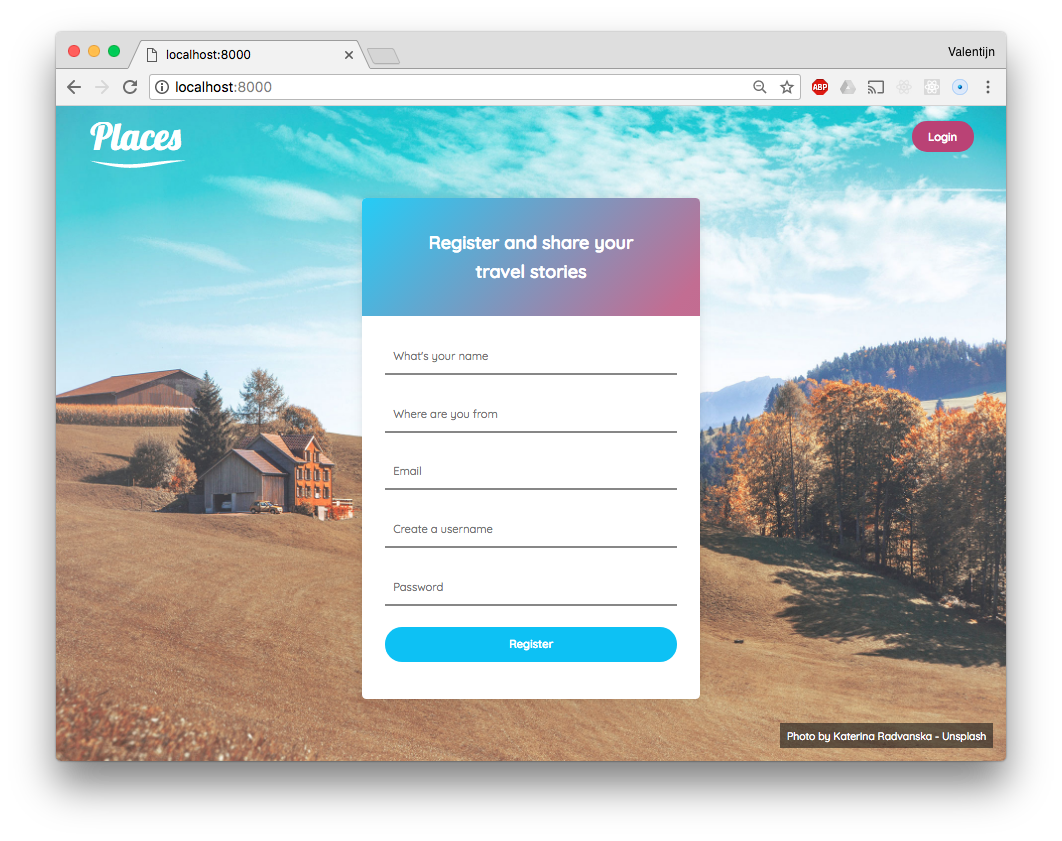 localhost:8000
Valentijn
localhost:8000
ABP
Places
Login
Register and share your
travel stories
What's your name
Where are you from
Email
Create a username
Password
Register
Photo by Katerina Radvanska - Unsplash